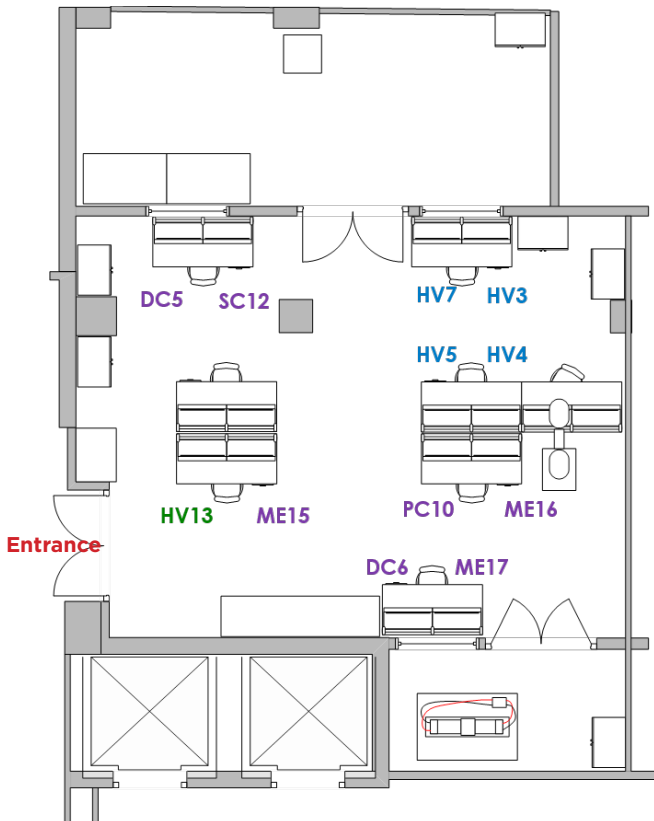 DC5 SC12
HV7 HV3
HV5 HV4
HV13 ME15
PC10 ME16
Entrance
DC6 ME17